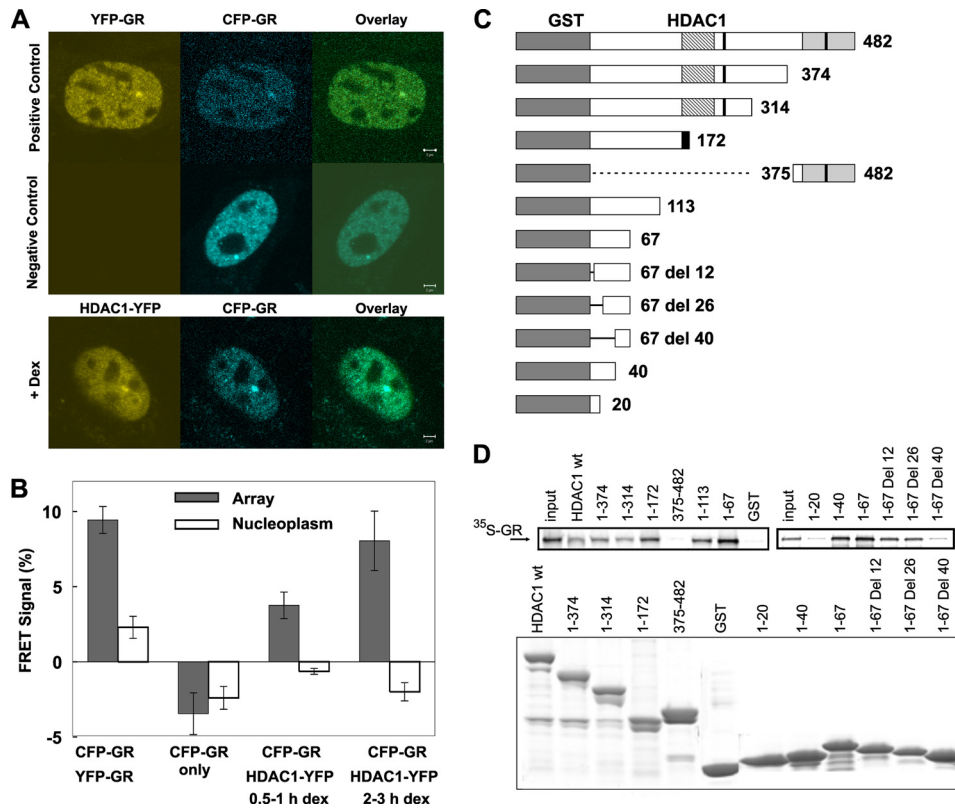 A
YFP-GR CFP-GR Overlay
Positive Control
Negative Control
HDAC1-YFP CFP-GR Overlay
+ Dex
B
Array
Nucleoplasm
FRET Signal (%)
10
5
0
-5
CFP-GR YFP-GR
CFP-GR only
CFP-GR HDAC1-YFP 0.5-1 h dex
CFP-GR HDAC1-YFP 2-3 h dex
C
GST HDAC1
482
374
314
172
375 482
113
67
67 del 12
67 del 26
67 del 40
40
20
D
input HDAC1 wt 1-374 1-314 1-172 375-482 1-113 1-67 GST
input 1-20 1-40 1-67 1-67 Del 12 1-67 Del 26 1-67 Del 40
35S-GR
HDAC1 wt 1-374 1-314 1-172 375-482 GST 1-20 1-40 1-67 1-67 Del 12 1-67 Del 26 1-67 Del 40